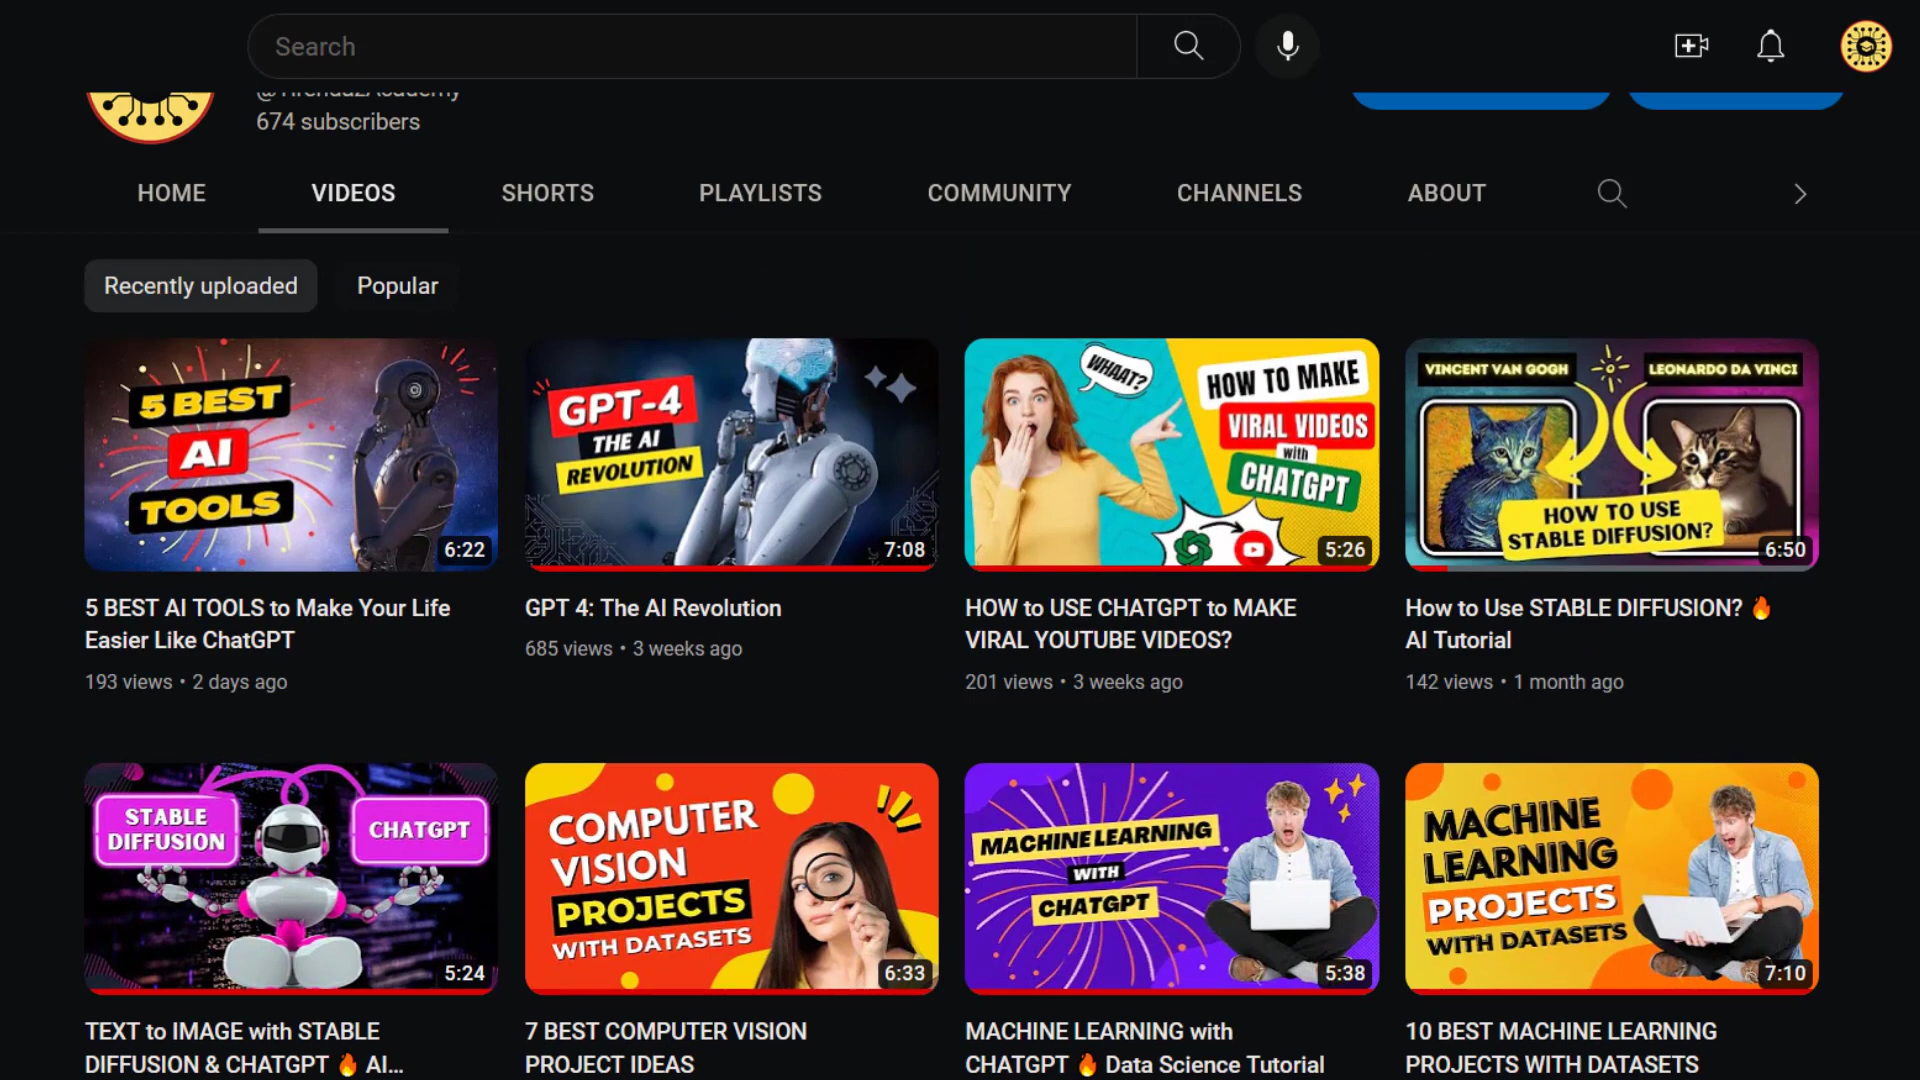 Search
@TirendazAcademy
674 subscribers
HOME VIDEOS SHORTS PLAYLISTS COMMUNITY CHANNELS ABOUT
Recently uploaded Popular
5 BEST
AI
TOOLS
6:22
GPT-4
THE AI
REVOLUTION
7:08
WHAAT?
HOW TO MAKE
VIRAL VIDEOS
with
CHATGPT
5:26
VINCENT VAN GOGH
LEONARDO DA VINCI
HOW TO USE
STABLE DIFFUSION?
6:50
5 BEST AI TOOLS to Make Your Life
Easier Like ChatGPT
193 views • 2 days ago
GPT 4: The AI Revolution
685 views • 3 weeks ago
HOW to USE CHATGPT to MAKE
VIRAL YOUTUBE VIDEOS?
201 views • 3 weeks ago
How to Use STABLE DIFFUSION? 🔥
AI Tutorial
142 views • 1 month ago
STABLE
DIFFUSION
CHATGPT
5:24
COMPUTER
VISION
PROJECTS
WITH DATASETS
6:33
MACHINE LEARNING
WITH
CHATGPT
5:38
MACHINE
LEARNING
PROJECTS
WITH DATASETS
7:10
TEXT to IMAGE with STABLE
DIFFUSION & CHATGPT 🔥 AI...
7 BEST COMPUTER VISION
PROJECT IDEAS
MACHINE LEARNING with
CHATGPT 🔥 Data Science Tutorial
10 BEST MACHINE LEARNING
PROJECTS WITH DATASETS